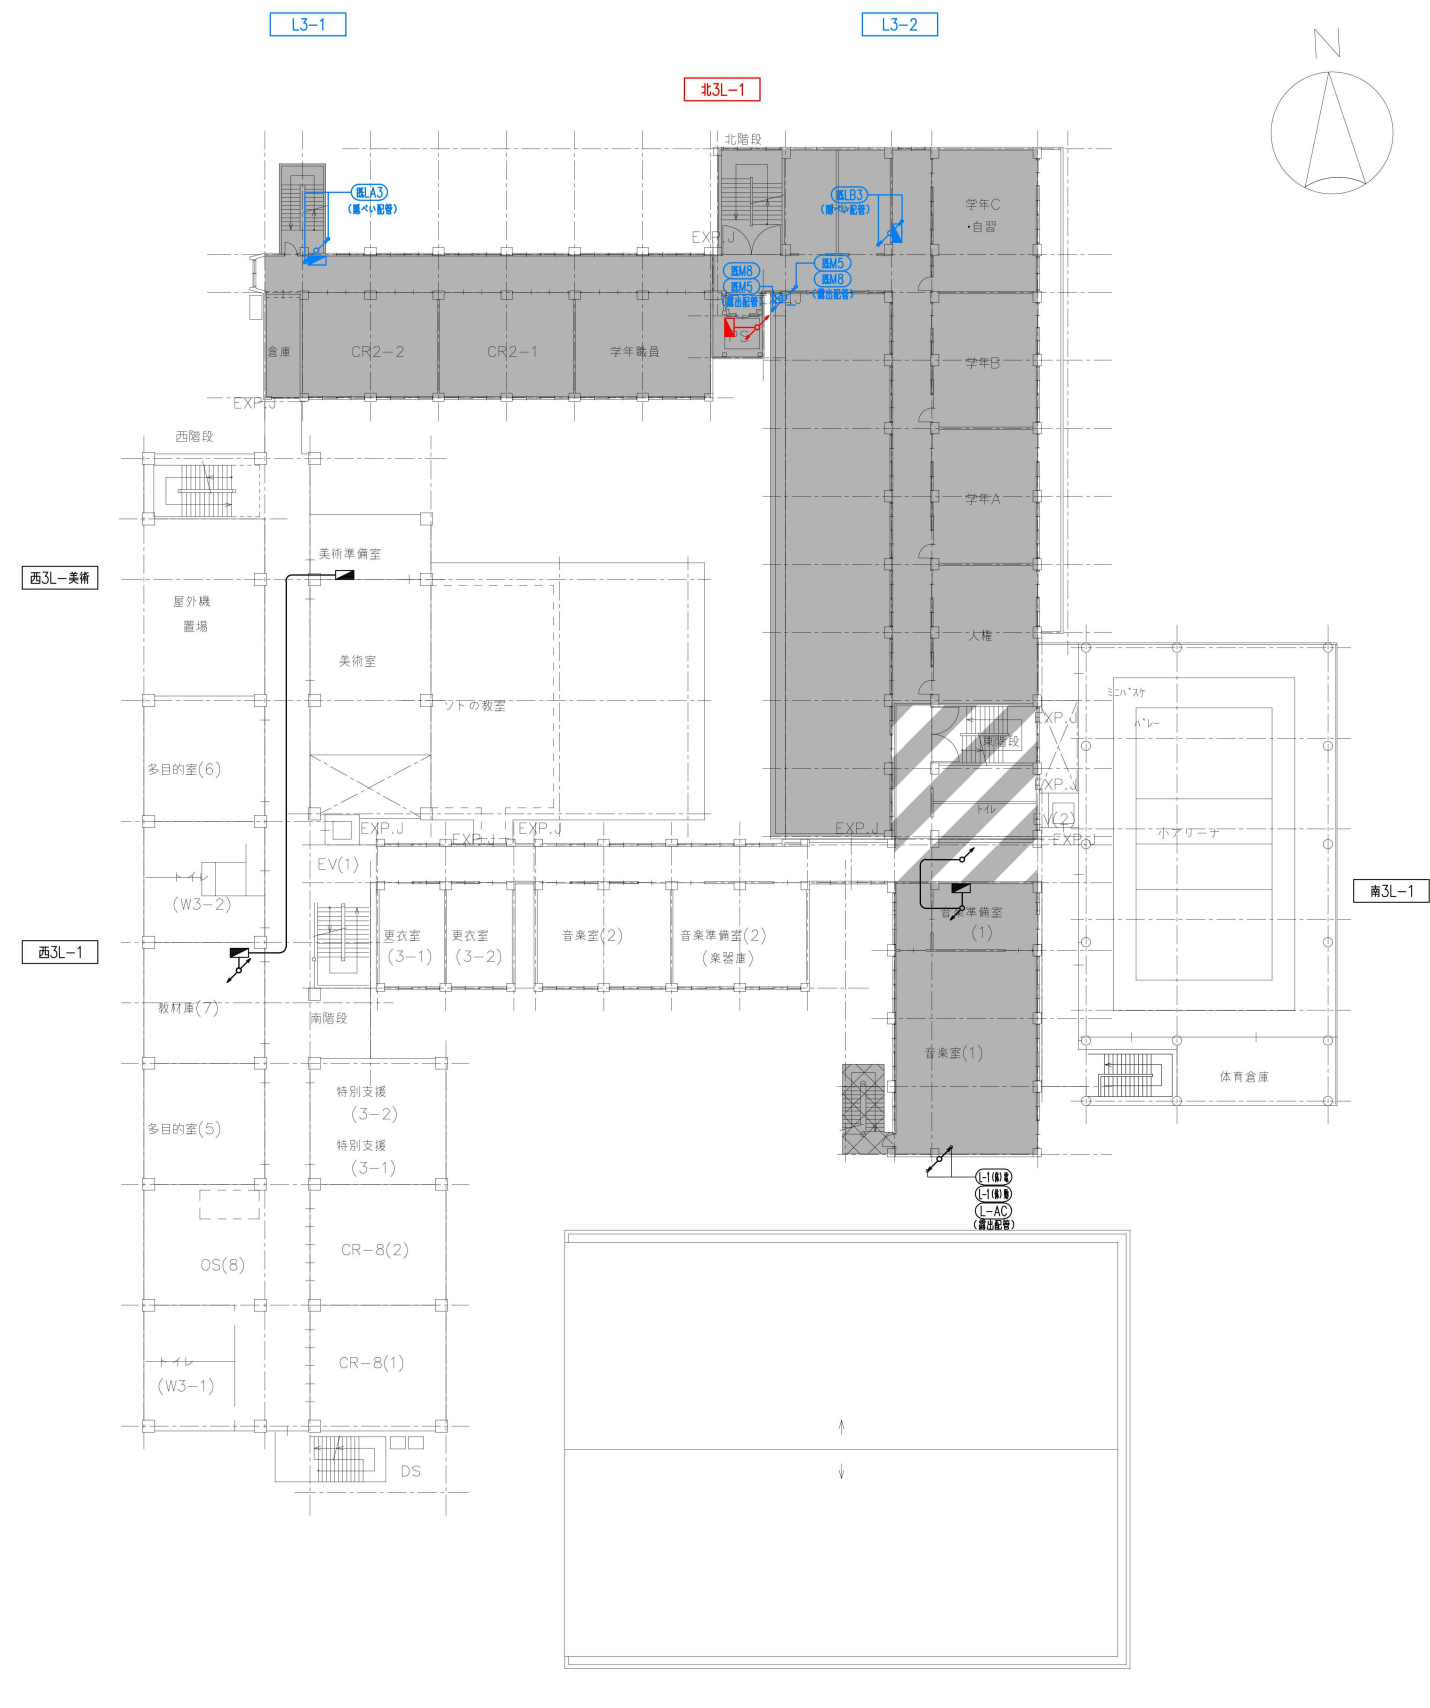 L3-1
L3-2
北3L-1
N
北階段
既LA3
(隠ぺい配管)
既LB3
(隠ぺい配管)
学年C
・自習
EXP.J
既M8
既M5
(露出配管)
既M5
既M8
(露出配管)
PS
倉庫
CR2-2
CR2-1
学年職員
学年B
EXP.J
西階段
学年A
美術準備室
西3L-美術
屋外機
置場
美術室
人権
ソトの教室
ミニバスケ
バレー
EXP.J
東階段
多目的室(6)
EXP.J
トイレ
EV(2)
EXP.J
EXP.J
EXP.J
EXP.J
EXP.J
小アリーナ
EV(1)
トイレ
(W3-2)
南3L-1
音楽準備室
(1)
更衣室
(3-1)
更衣室
(3-2)
音楽室(2)
音楽準備室(2)
(楽器庫)
西3L-1
教材庫(7)
南階段
音楽室(1)
体育倉庫
特別支援
(3-2)
多目的室(5)
特別支援
(3-1)
L-1(体)電
L-1(体)動
L-AC
(露出配管)
CR-8(2)
OS(8)
CR-8(1)
トイレ
(W3-1)
DS